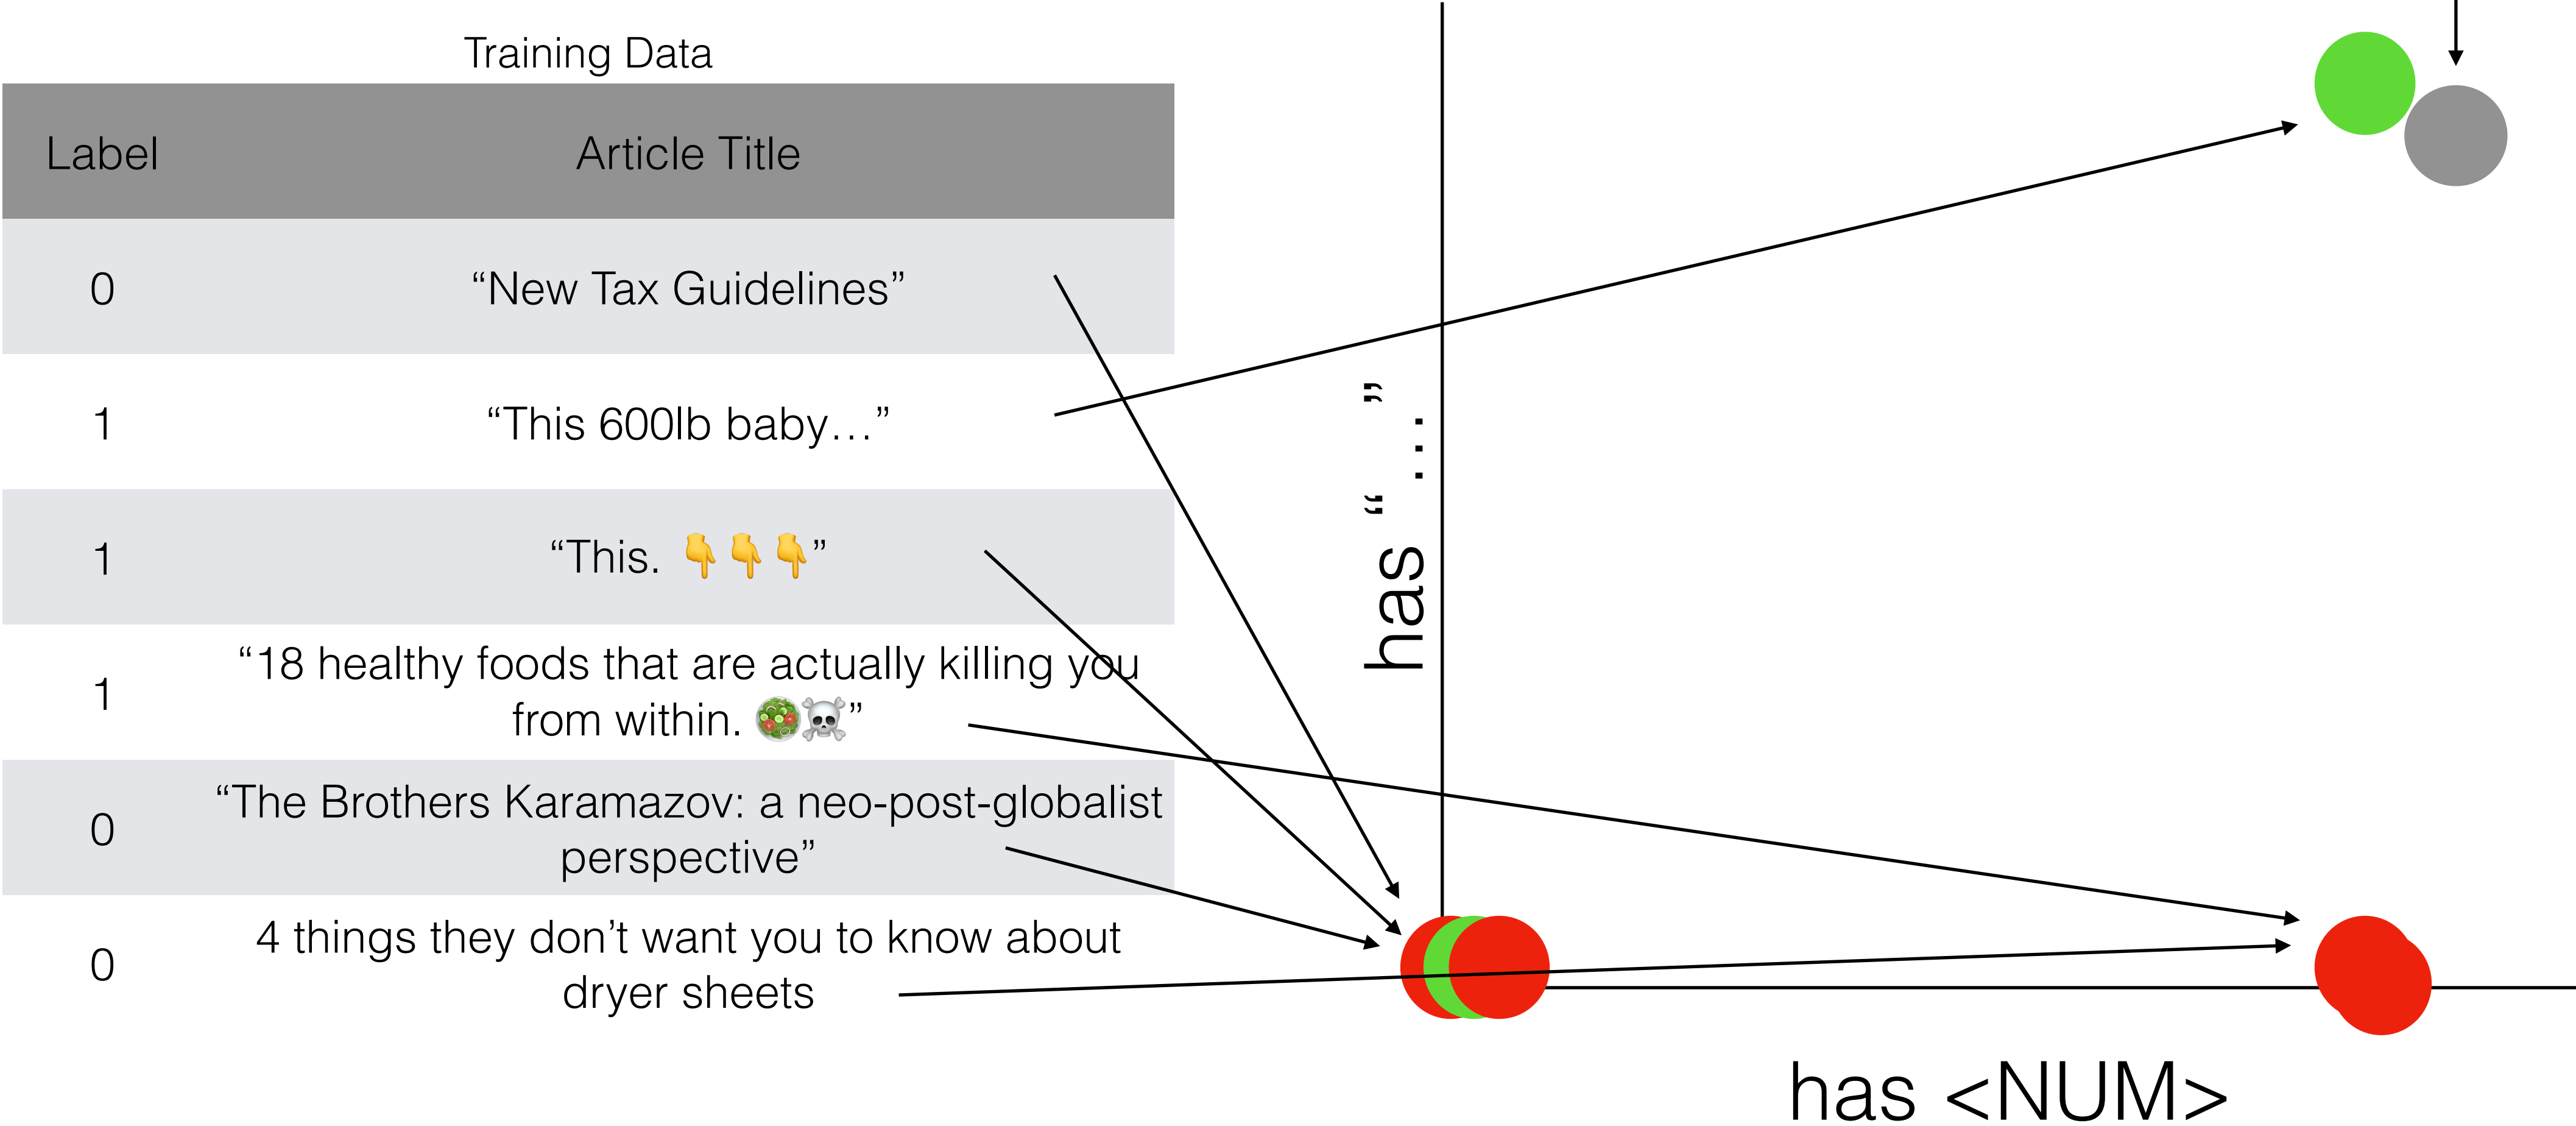 Training Data
Label Article Title
0 “New Tax Guidelines”
1 “This 600lb baby…”
1 “This. 👇👇👇”
1 “18 healthy foods that are actually killing you
from within. 🥗☠️”
0 “The Brothers Karamazov: a neo-post-globalist
perspective”
0 4 things they don’t want you to know about
dryer sheets
has “ … ”
has <NUM>